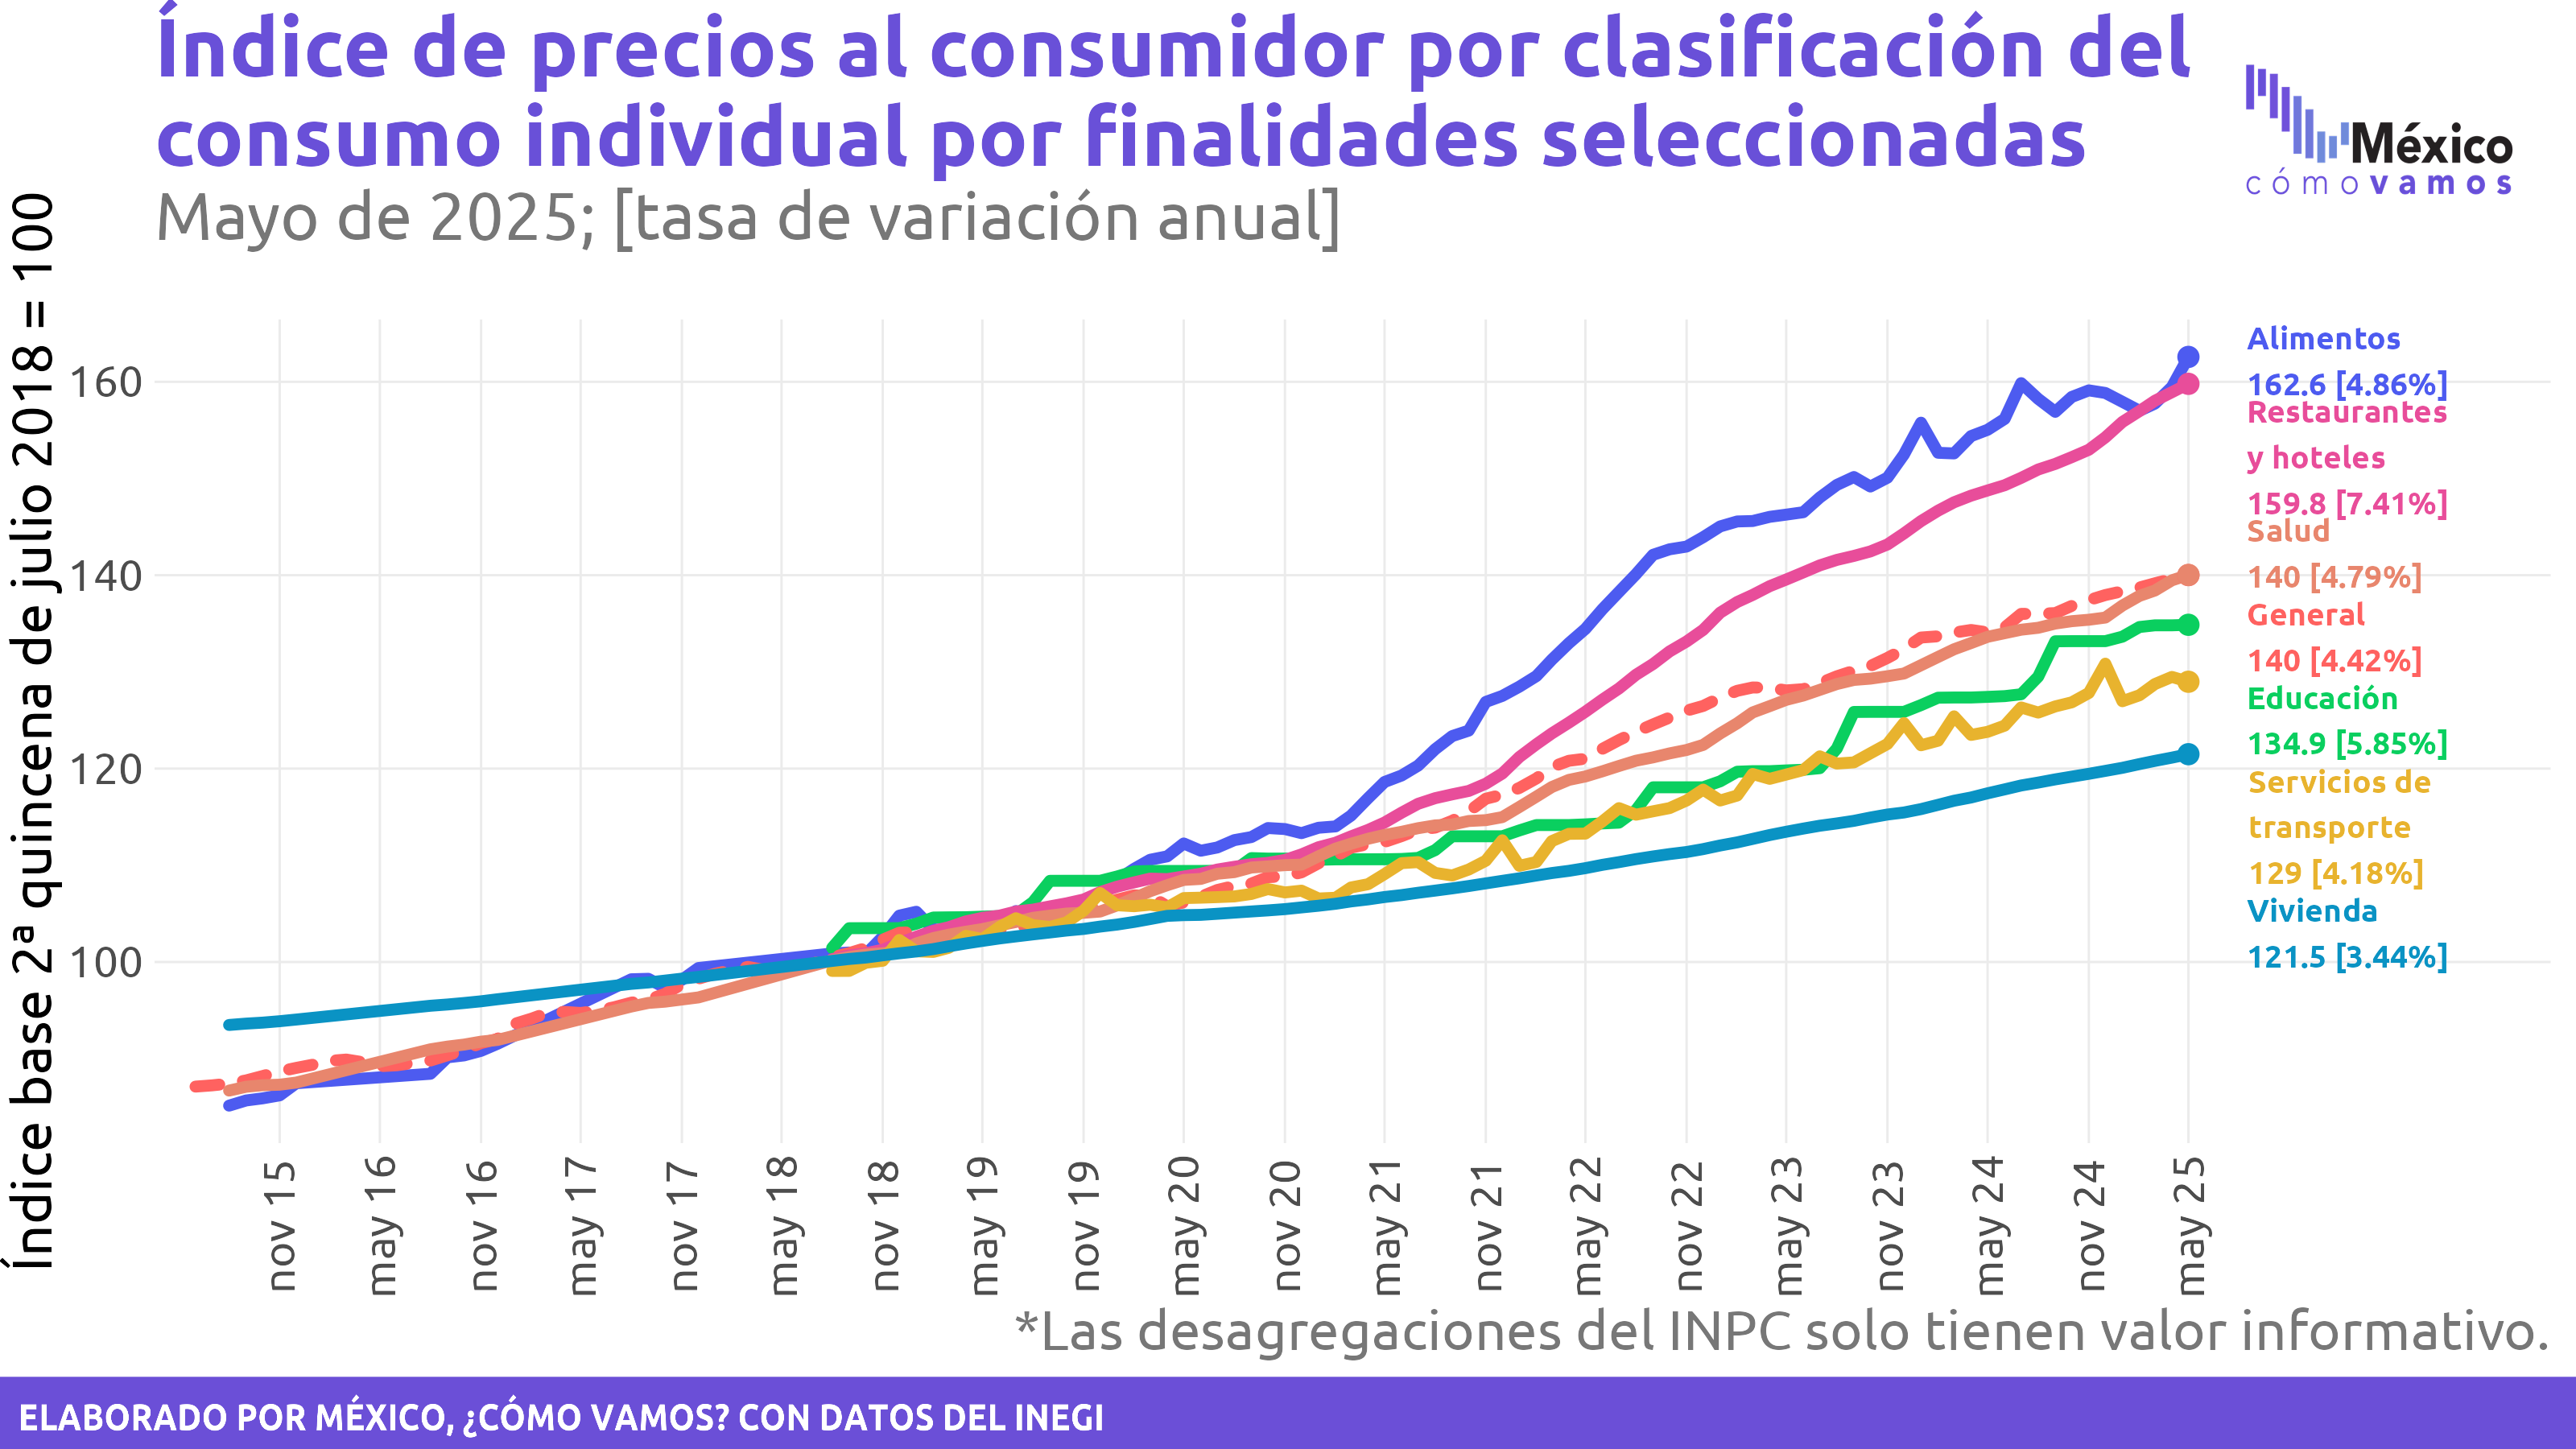 Índice de precios al consumidor por clasificación del
consumo individual por finalidades seleccionadas
Mayo de 2025; [tasa de variación anual]
México
cómo vamos
Índice base 2ª quincena de julio 2018 = 100
160
140
120
100
Alimentos
162.6 [4.86%]
Restaurantes
y hoteles
159.8 [7.41%]
Salud
140 [4.79%]
General
140 [4.42%]
Educación
134.9 [5.85%]
Servicios de
transporte
129 [4.18%]
Vivienda
121.5 [3.44%]
nov 15
may 16
nov 16
may 17
nov 17
may 18
nov 18
may 19
nov 19
may 20
nov 20
may 21
nov 21
may 22
nov 22
may 23
nov 23
may 24
nov 24
may 25
*Las desagregaciones del INPC solo tienen valor informativo.
ELABORADO POR MÉXICO, ¿CÓMO VAMOS? CON DATOS DEL INEGI